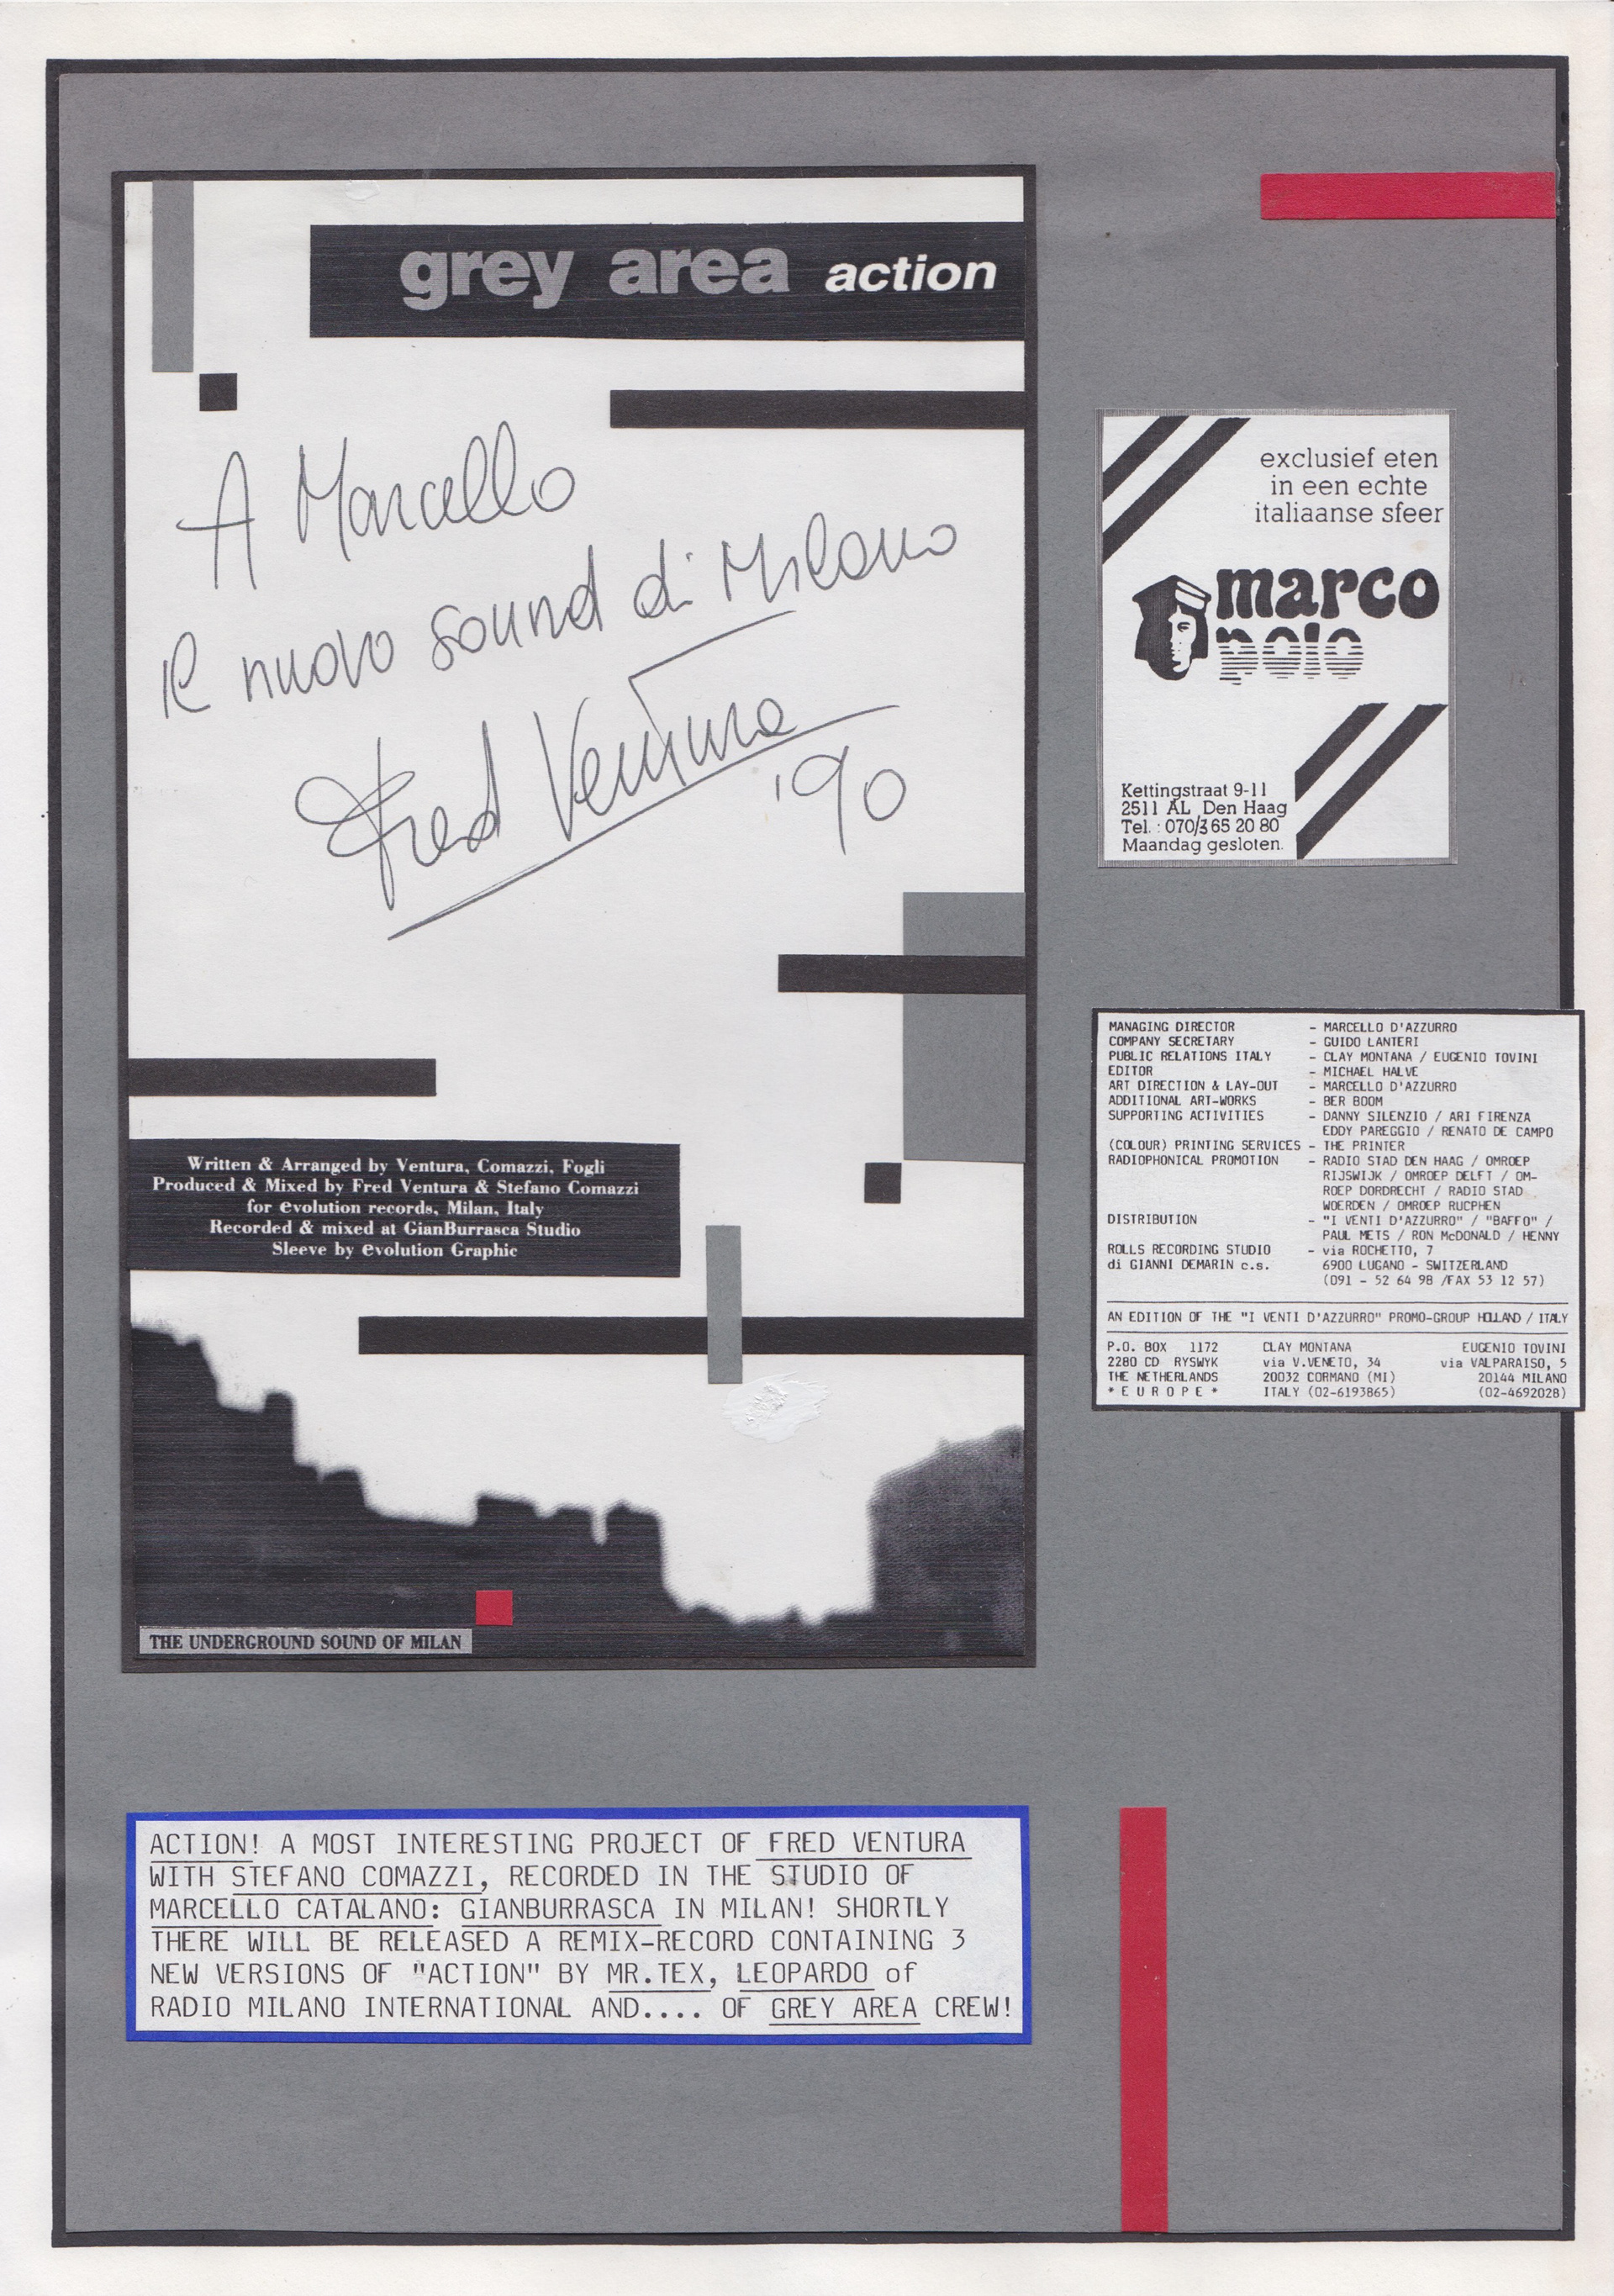 grey area action
A Marcello
Il nuovo sound di Milano
Fred Ventura
'90
Written & Arranged by Ventura, Comazzi, Fogli
Produced & Mixed by Fred Ventura & Stefano Comazzi
for evolution records, Milan, Italy
Recorded & mixed at GianBurrasca Studio
Sleeve by evolution Graphic
THE UNDERGROUND SOUND OF MILAN
exclusief eten
in een echte
italiaanse sfeer
marco
polo
Kettingstraat 9-11
2511 AL Den Haag
Tel. : 070/3 65 20 80
Maandag gesloten.
MANAGING DIRECTOR - MARCELLO D'AZZURRO
COMPANY SECRETARY - GUIDO LANTERI
PUBLIC RELATIONS ITALY - CLAY MONTANA / EUGENIO TOVINI
EDITOR - MICHAEL HALVE
ART DIRECTION & LAY-OUT - MARCELLO D'AZZURRO
ADDITIONAL ART-WORKS - BER BOOM
SUPPORTING ACTIVITIES - DANNY SILENZIO / ARI FIRENZA
EDDY PAREGGIO / RENATO DE CAMPO
(COLOUR) PRINTING SERVICES - THE PRINTER
RADIOPHONICAL PROMOTION - RADIO STAD DEN HAAG / OMROEP
RIJSWIJK / OMROEP DELFT / OM-
ROEP DORDRECHT / RADIO STAD
WOERDEN / OMROEP RUCPHEN
DISTRIBUTION - "I VENTI D'AZZURRO" / "BAFFO" /
PAUL METS / RON McDONALD / HENNY
ROLLS RECORDING STUDIO - via ROCHETTO, 7
di GIANNI DEMARIN c.s. 6900 LUGANO - SWITZERLAND
(091 - 52 64 98 /FAX 53 12 57)
AN EDITION OF THE "I VENTI D'AZZURRO" PROMO-GROUP HOLLAND / ITALY
P.O. BOX 1172 CLAY MONTANA EUGENIO TOVINI
2280 CD RYSWYK via V.VENETO, 34 via VALPARAISO, 5
THE NETHERLANDS 20032 CORMANO (MI) 20144 MILANO
* E U R O P E * ITALY (02-6193865) (02-4692028)
ACTION! A MOST INTERESTING PROJECT OF FRED VENTURA
WITH STEFANO COMAZZI, RECORDED IN THE STUDIO OF
MARCELLO CATALANO: GIANBURRASCA IN MILAN! SHORTLY
THERE WILL BE RELEASED A REMIX-RECORD CONTAINING 3
NEW VERSIONS OF "ACTION" BY MR.TEX, LEOPARDO of
RADIO MILANO INTERNATIONAL AND.... OF GREY AREA CREW!